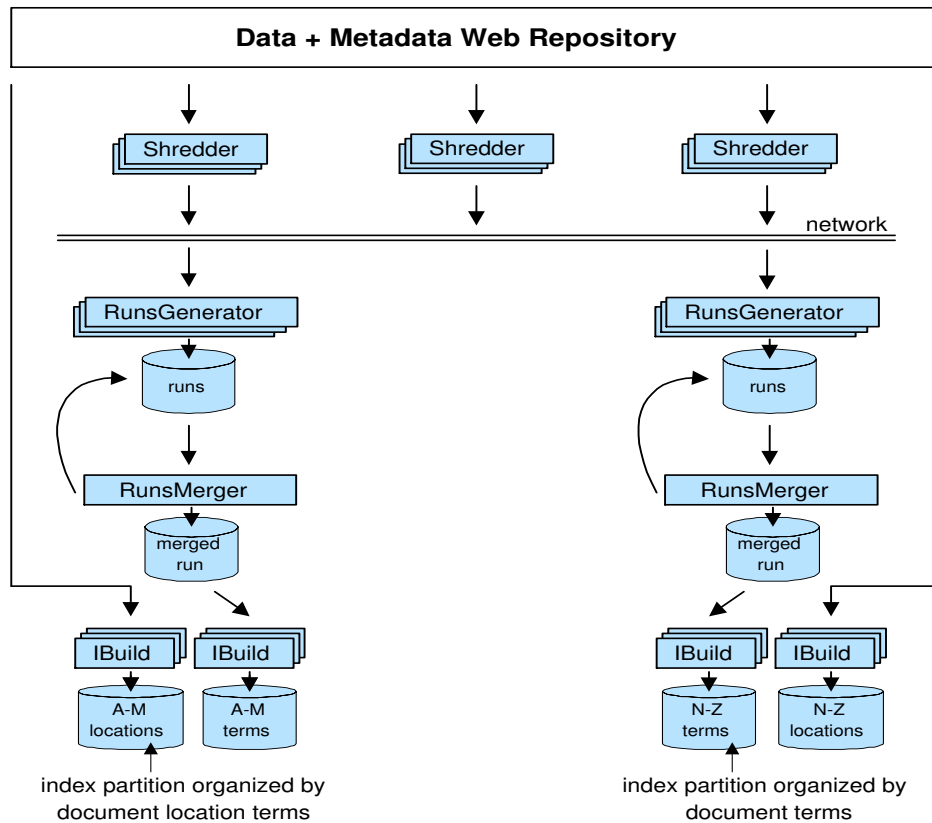 Data + Metadata Web Repository
Shredder
Shredder
Shredder
network
RunsGenerator
RunsGenerator
runs
runs
RunsMerger
RunsMerger
merged
run
merged
run
IBuild
IBuild
IBuild
IBuild
A-M
locations
A-M
terms
N-Z
terms
N-Z
locations
index partition organized by
document location terms
index partition organized by
document terms